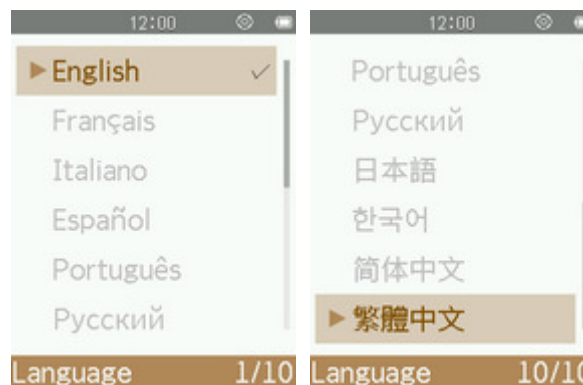 12:00
English
Français
Italiano
Español
Português
Русский
Language 1/10
12:00
Português
Русский
日本語
한국어
简体中文
繁體中文
Language 10/10